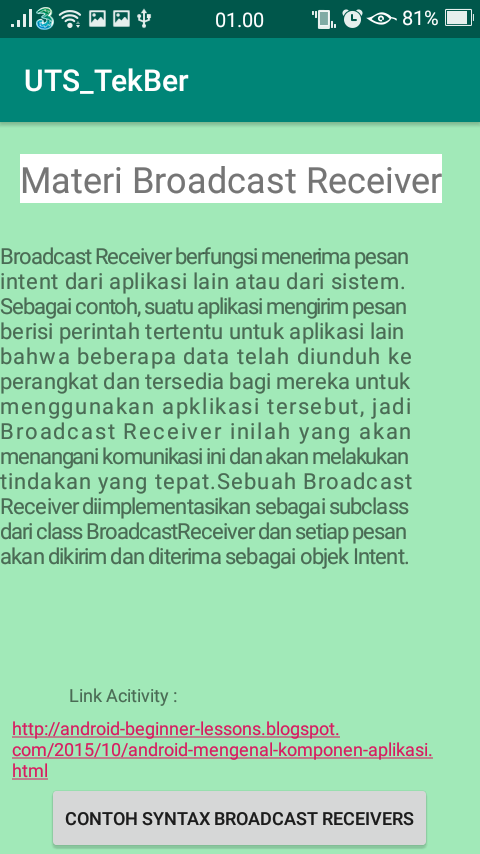 01.00
81%
UTS_TekBer
Materi Broadcast Receiver
Broadcast Receiver berfungsi menerima pesan
intent dari aplikasi lain atau dari sistem.
Sebagai contoh, suatu aplikasi mengirim pesan
berisi perintah tertentu untuk aplikasi lain
bahwa beberapa data telah diunduh ke
perangkat dan tersedia bagi mereka untuk
menggunakan apklikasi tersebut, jadi
Broadcast Receiver inilah yang akan
menangani komunikasi ini dan akan melakukan
tindakan yang tepat.Sebuah Broadcast
Receiver diimplementasikan sebagai subclass
dari class BroadcastReceiver dan setiap pesan
akan dikirim dan diterima sebagai objek Intent.
Link Acitivity :
http://android-beginner-lessons.blogspot.
com/2015/10/android-mengenal-komponen-aplikasi.
html
CONTOH SYNTAX BROADCAST RECEIVERS